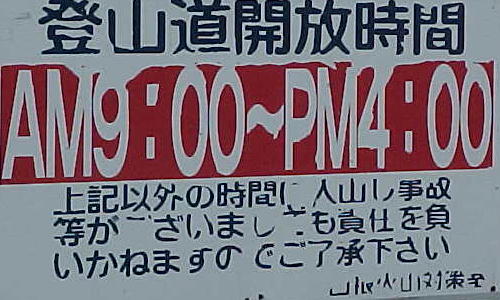 登山道開放時間
AM9:00~PM4:00
上記以外の時間に入山し事故
等がございましても責任を負
いかねますのでご了承下さい